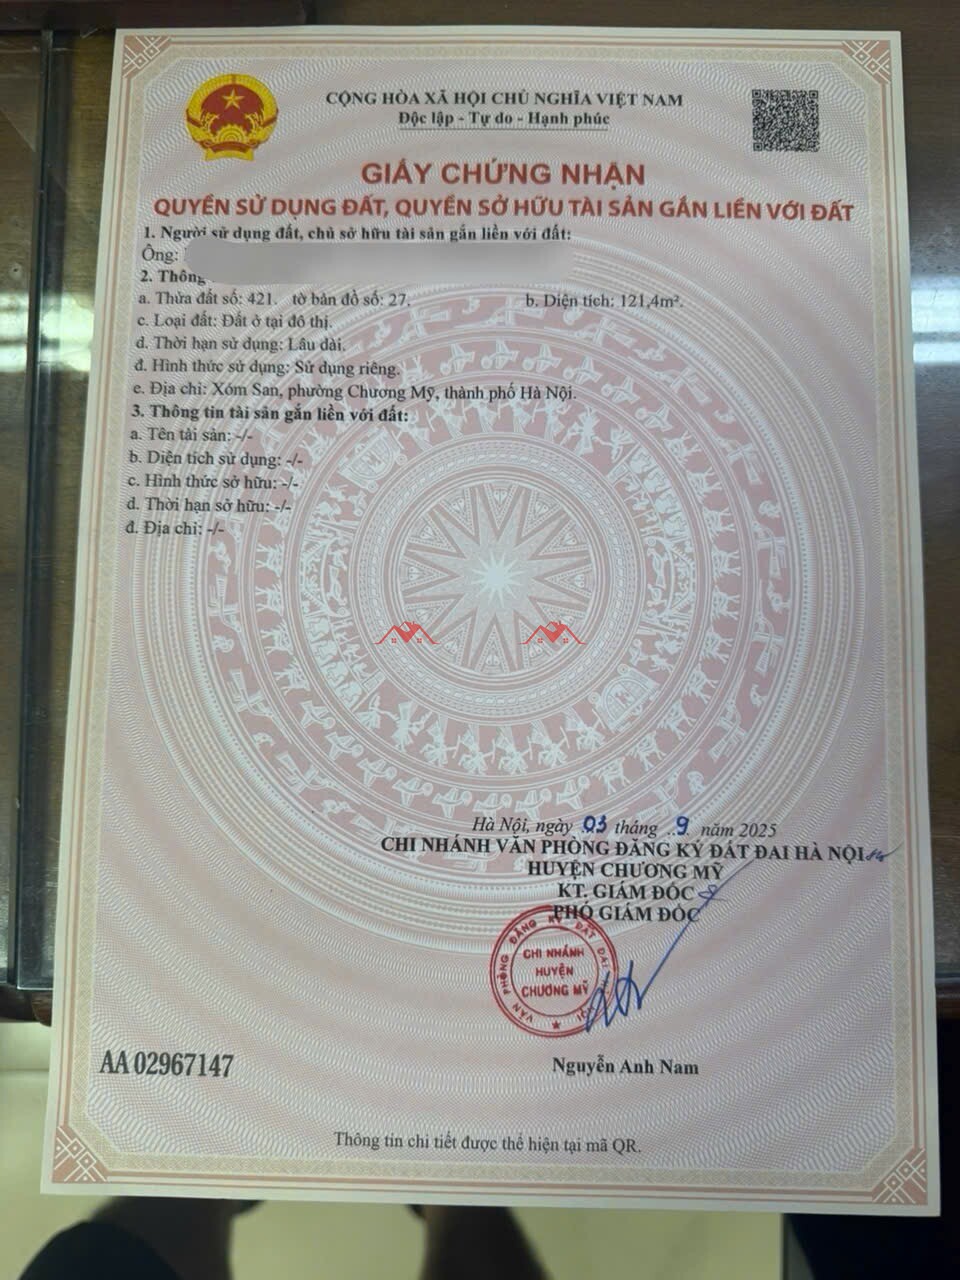 CỘNG HÒA XÃ HỘI CHỦ NGHĨA VIỆT NAM
Độc lập - Tự do - Hạnh phúc
GIẤY CHỨNG NHẬN
QUYỀN SỬ DỤNG ĐẤT, QUYỀN SỞ HỮU TÀI SẢN GẮN LIỀN VỚI ĐẤT
1. Người sử dụng đất, chủ sở hữu tài sản gắn liền với đất:
Ông:
2. Thông
a. Thửa đất số: 421. tờ bản đồ số: 27. b. Diện tích: 121,4m².
c. Loại đất: Đất ở tại đô thị.
d. Thời hạn sử dụng: Lâu dài.
đ. Hình thức sử dụng: Sử dụng riêng.
e. Địa chỉ: Xóm San, phường Chương Mỹ, thành phố Hà Nội.
3. Thông tin tài sản gắn liền với đất:
a. Tên tài sản: -/-
b. Diện tích sử dụng: -/-
c. Hình thức sở hữu: -/-
d. Thời hạn sở hữu: -/-
đ. Địa chỉ: -/-
Hà Nội, ngày 03 tháng 9 năm 2025
CHI NHÁNH VĂN PHÒNG ĐĂNG KÝ ĐẤT ĐAI HÀ NỘI
HUYỆN CHƯƠNG MỸ
KT. GIÁM ĐỐC
PHÓ GIÁM ĐỐC
VĂN PHÒNG ĐĂNG KÝ ĐẤT ĐAI
CHI NHÁNH
HUYỆN
CHƯƠNG MỸ
Nguyễn Anh Nam
AA 02967147
Thông tin chi tiết được thể hiện tại mã QR.